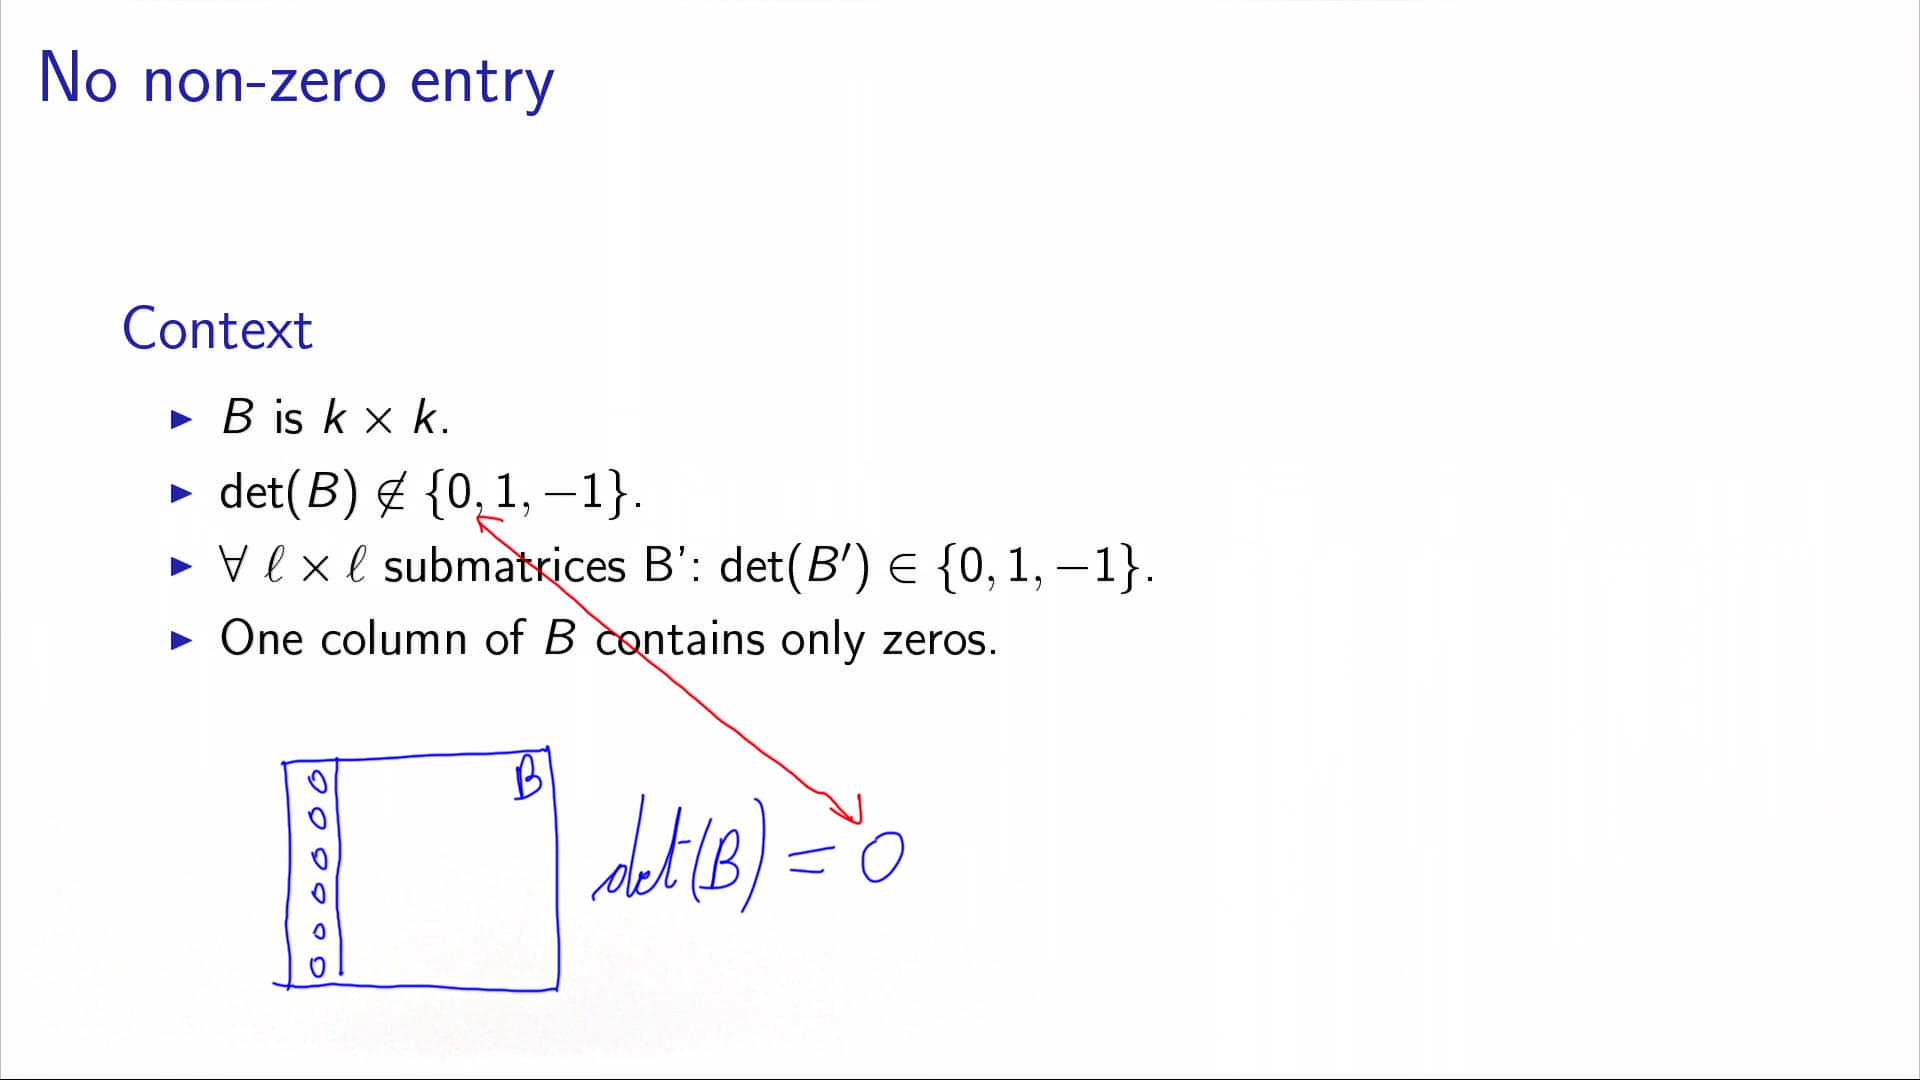 No non-zero entry
Context
▶ B is k × k.
▶ det(B) ∉ {0, 1, −1}.
▶ ∀ ℓ × ℓ submatrices B': det(B′) ∈ {0, 1, −1}.
▶ One column of B contains only zeros.
B
0
0
0
0
0
0
det(B) = 0